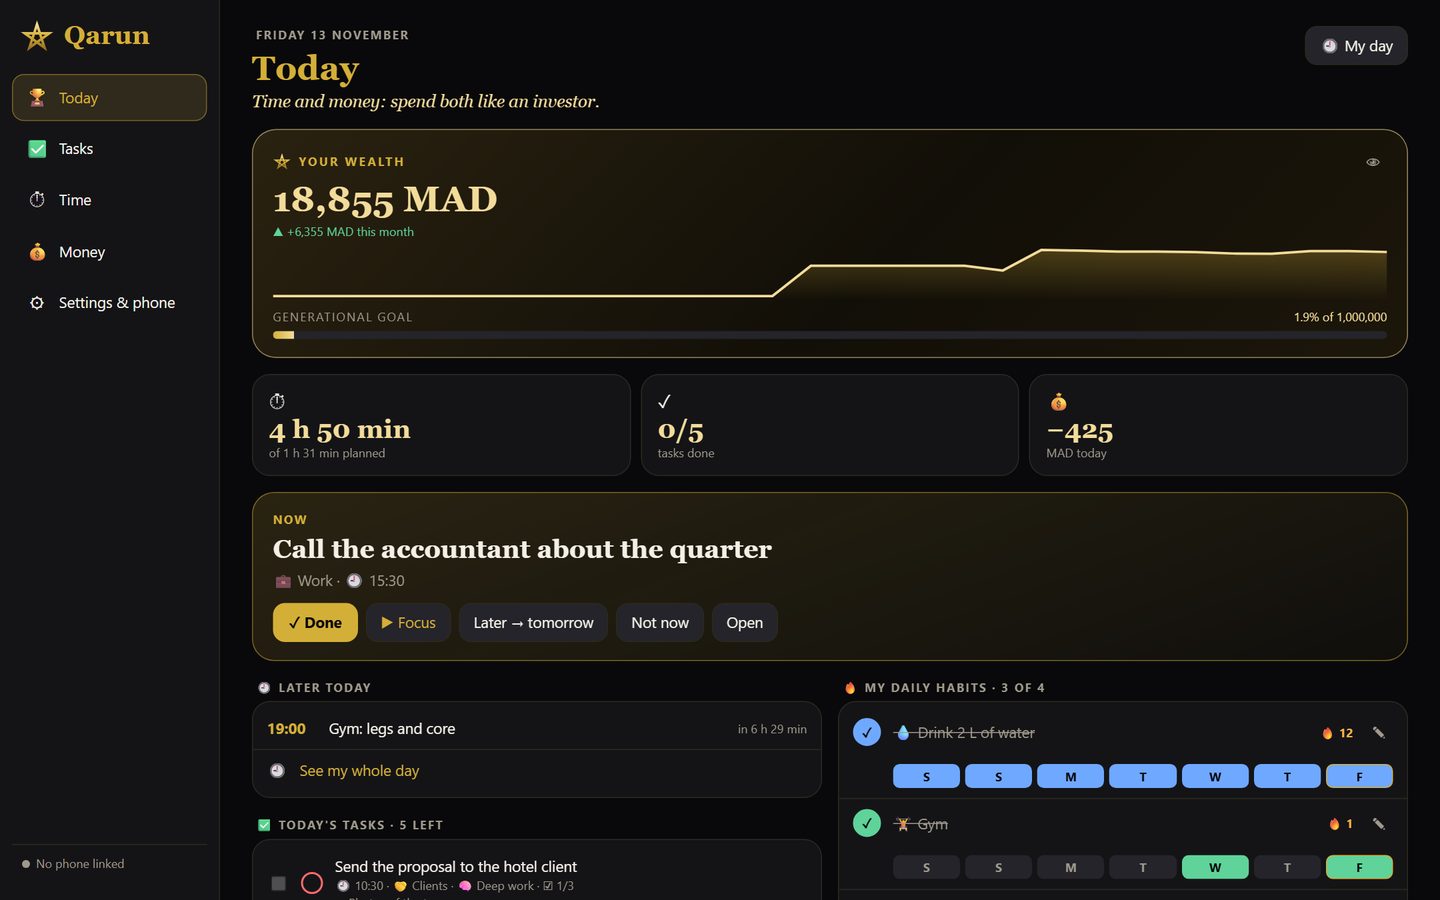 Qarun
Today
Tasks
Time
Money
Settings & phone
No phone linked
FRIDAY 13 NOVEMBER
Today
Time and money: spend both like an investor.
My day
YOUR WEALTH
18,855 MAD
▲ +6,355 MAD this month
GENERATIONAL GOAL
1.9% of 1,000,000
4 h 50 min
of 1 h 31 min planned
0/5
tasks done
−425
MAD today
NOW
Call the accountant about the quarter
Work · 15:30
✓ Done
▶ Focus
Later → tomorrow
Not now
Open
LATER TODAY
19:00 Gym: legs and core in 6 h 29 min
See my whole day
TODAY'S TASKS · 5 LEFT
Send the proposal to the hotel client
10:30 · Clients · Deep work · ☑ 1/3
MY DAILY HABITS · 3 OF 4
Drink 2 L of water 12
S S M T W T F
Gym 1
S S M T W T F